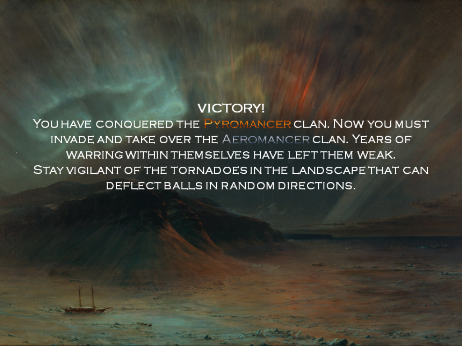 VICTORY!
YOU HAVE CONQUERED THE PYROMANCER CLAN. NOW YOU MUST
INVADE AND TAKE OVER THE AEROMANCER CLAN. YEARS OF
WARRING WITHIN THEMSELVES HAVE LEFT THEM WEAK.
STAY VIGILANT OF THE TORNADOES IN THE LANDSCAPE THAT CAN
DEFLECT BALLS IN RANDOM DIRECTIONS.